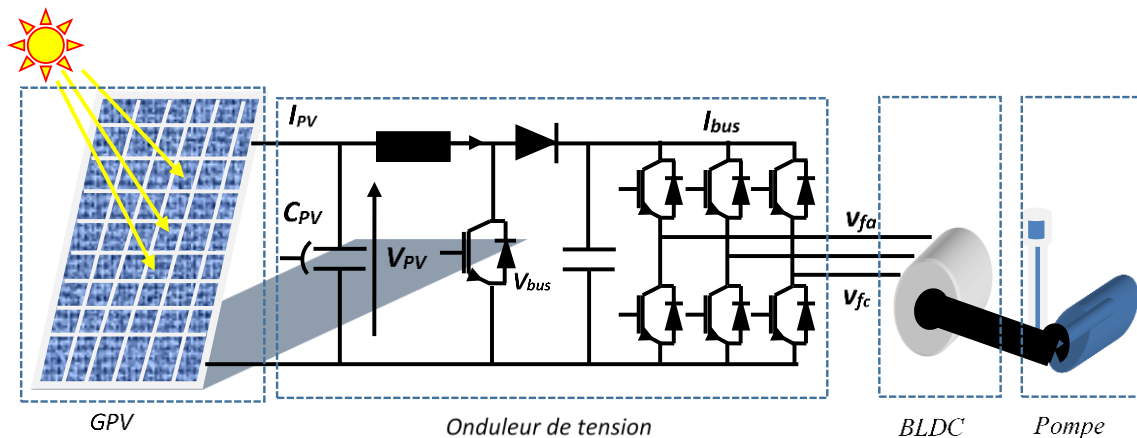 I_PV
I_bus
C_PV
V_PV
V_bus
v_fa
v_fc
GPV
Onduleur de tension
BLDC
Pompe